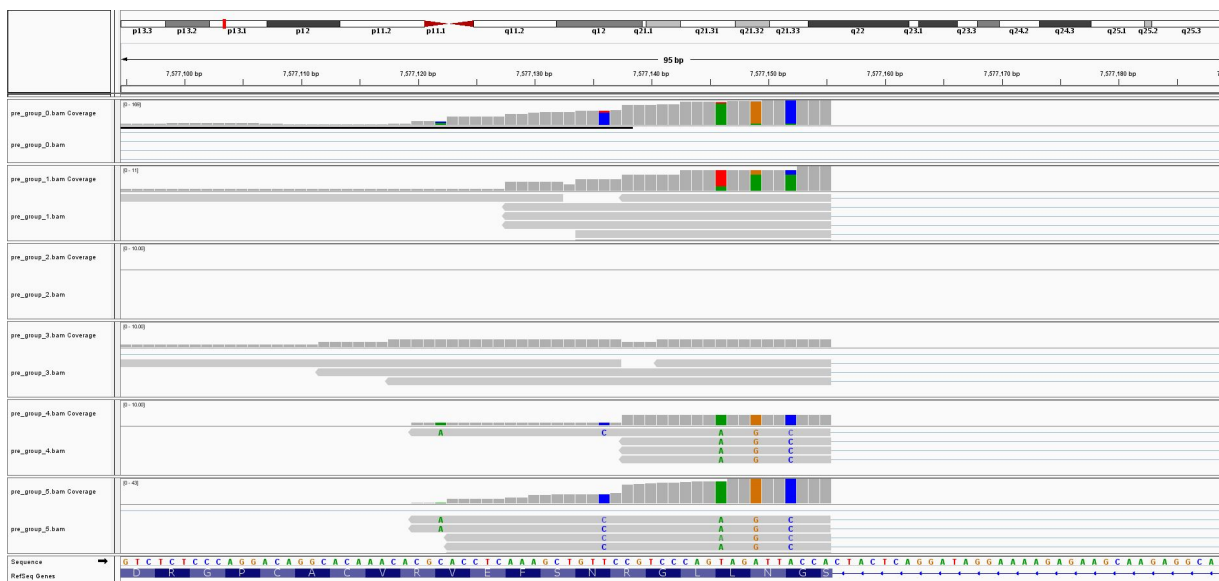 p13.3 p13.2 p13.1 p12 p11.2 p11.1 q11.2 q12 q21.1 q21.31 q21.32 q21.33 q22 q23.1 q23.3 q24.2 q24.3 q25.1 q25.2 q25.3
95 bp
7,577,100 bp 7,577,110 bp 7,577,120 bp 7,577,130 bp 7,577,140 bp 7,577,150 bp 7,577,160 bp 7,577,170 bp 7,577,180 bp
[0 - 169]
pre_group_0.bam Coverage
pre_group_0.bam
[0 - 11]
pre_group_1.bam Coverage
pre_group_1.bam
[0 - 10.00]
pre_group_2.bam Coverage
pre_group_2.bam
[0 - 10.00]
pre_group_3.bam Coverage
pre_group_3.bam
[0 - 10.00]
pre_group_4.bam Coverage
A C A G C
pre_group_4.bam
A G C
A G C
A G C
[0 - 43]
pre_group_5.bam Coverage
A C A G C
pre_group_5.bam
A C A G C
C A G C
C A G C
Sequence G T C T C T C C C A G G A C A G G C A C A A A C A C G C A C C T C A A A G C T G T T C C G T C C C A G T A G A T T A C C A C T A C T C A G G A T A G G A A A A G A G A A G C A A G A G G C A
RefSeq Genes D R G P C A C V R V E F S N R G L L N G S